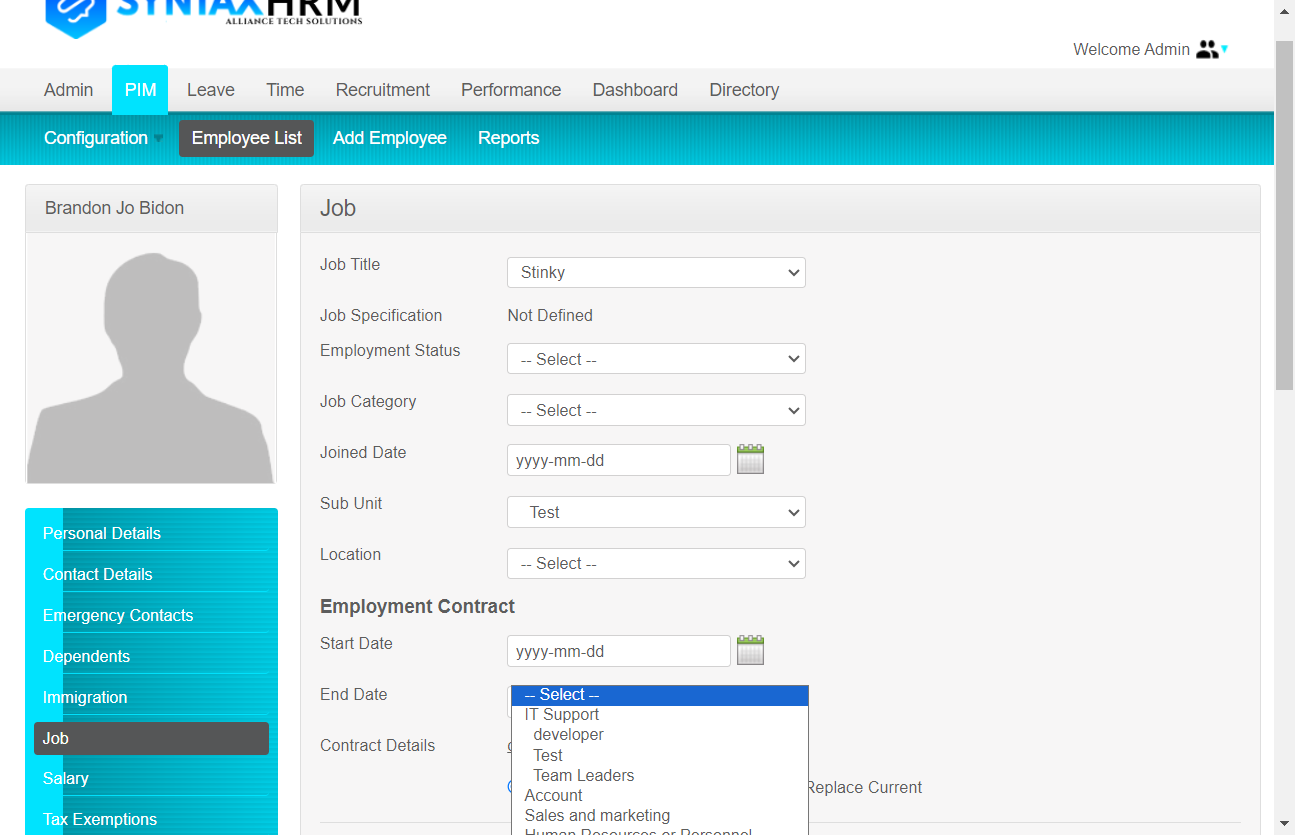 SYNTAXHRM
ALLIANCE TECH SOLUTIONS
Welcome Admin
Admin PIM Leave Time Recruitment Performance Dashboard Directory
Configuration Employee List Add Employee Reports
Brandon Jo Bidon
Personal Details
Contact Details
Emergency Contacts
Dependents
Immigration
Job
Salary
Tax Exemptions
Job
Job Title Stinky
Job Specification Not Defined
Employment Status -- Select --
Job Category -- Select --
Joined Date yyyy-mm-dd
Sub Unit Test
Location -- Select --
Employment Contract
Start Date yyyy-mm-dd
End Date
Contract Details
Replace Current
-- Select --
IT Support
developer
Test
Team Leaders
Account
Sales and marketing
Human Resources or Personnel